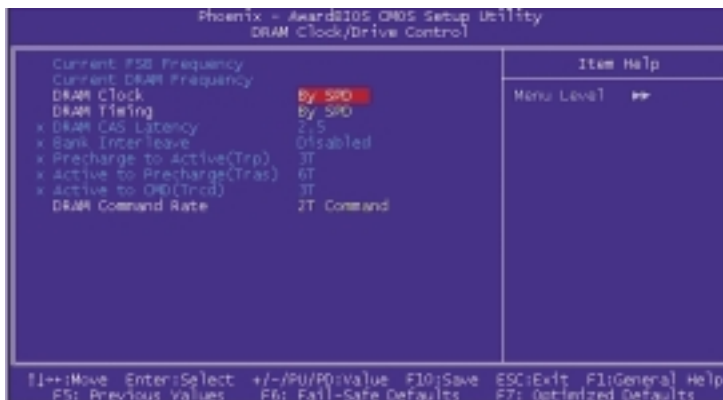 Phoenix - AwardBIOS CMOS Setup Utility
DRAM Clock/Drive Control
Current FSB Frequency
Current DRAM Frequency
DRAM Clock By SPD
DRAM Timing By SPD
x DRAM CAS Latency 2.5
x Bank Interleave Disabled
x Precharge to Active(Trp) 3T
x Active to Precharge(Tras) 6T
x Active to CMD(Trcd) 3T
DRAM Command Rate 2T Command
Item Help
Menu Level ▶▶
↑↓←→:Move Enter:Select +/-/PU/PD:Value F10:Save ESC:Exit F1:General Help
F5: Previous Values F6: Fail-Safe Defaults F7: Optimized Defaults